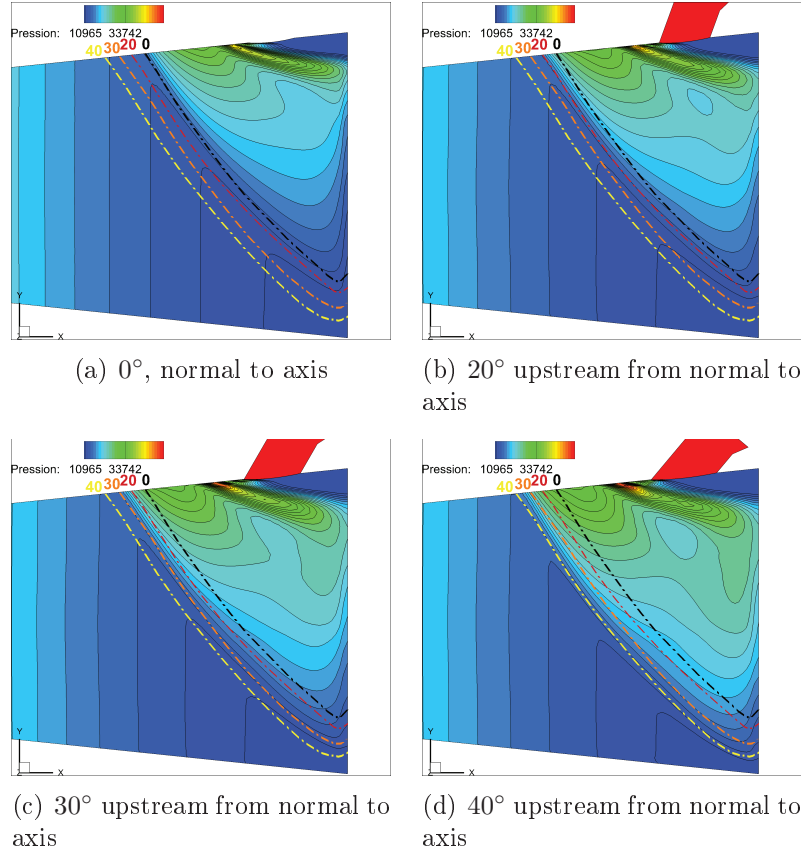 Pression: 10965 33742
40 30 20 0
Y
Z X
(a) 0°, normal to axis
Pression: 10965 33742
40 30 20 0
Y
Z X
(b) 20° upstream from normal to
axis
Pression: 10965 33742
40 30 20 0
Y
Z X
(c) 30° upstream from normal to
axis
Pression: 10965 33742
40 30 20 0
Y
Z X
(d) 40° upstream from normal to
axis